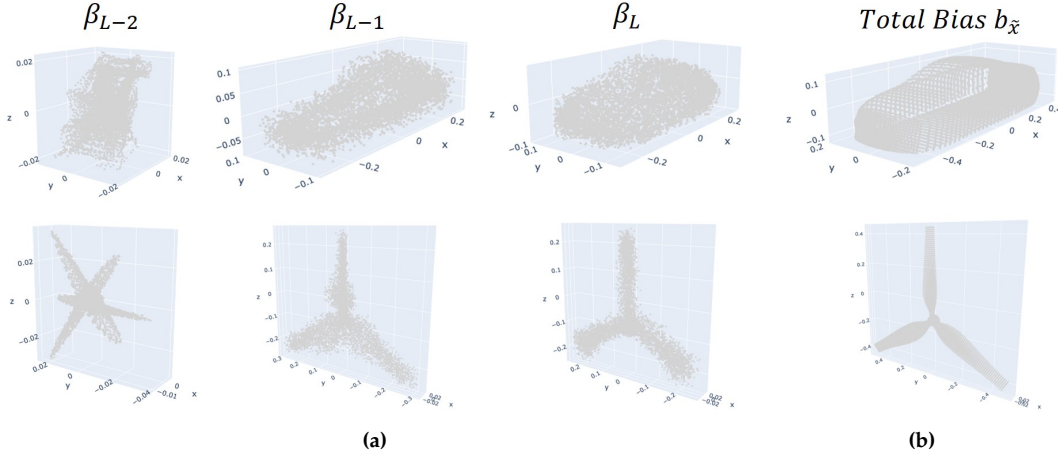 β_{L−2} β_{L−1} β_L Total Bias b_{x̃}
0.02 0 −0.02 z −0.02 0 0.02 y x
0.1 0.05 0 −0.05 z 0.1 0 −0.1 y −0.2 0 0.2 x
0 z 0.1 0 −0.1 y −0.2 0 0.2 x
0.1 0 −0.1 z 0.2 0 −0.2 y −0.4 −0.2 0 0.2 0.4 x
0.02 0 −0.02 z 0.02 0 −0.02 −0.04 y −0.01 0 x
0.2 0.1 0 −0.1 −0.2 z 0.3 0.2 0.1 0 −0.1 −0.2 −0.3 y x
0.2 0.1 0 −0.1 −0.2 z 0.2 0.1 0 −0.1 −0.2 y x
0.4 0.2 0 −0.2 −0.4 z 0.4 0.2 0 −0.2 −0.4 y x
(a) (b)